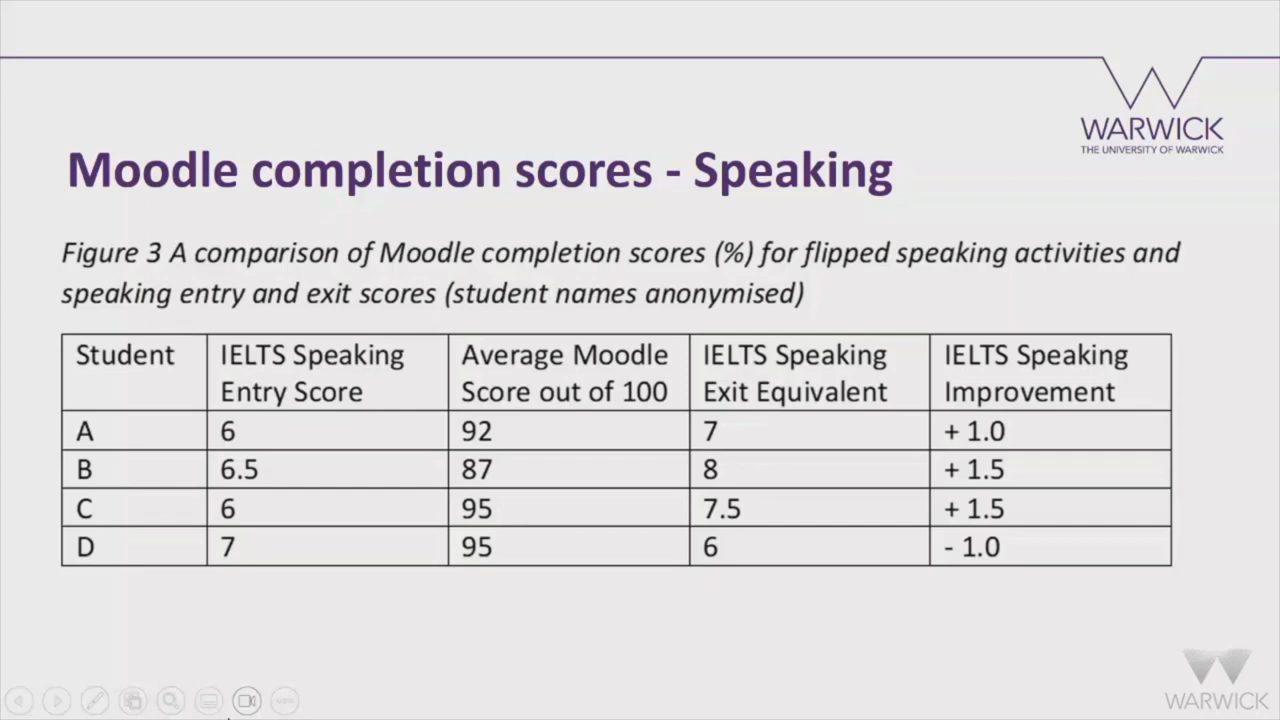 WARWICK
THE UNIVERSITY OF WARWICK
Moodle completion scores - Speaking
Figure 3 A comparison of Moodle completion scores (%) for flipped speaking activities and
speaking entry and exit scores (student names anonymised)
Student IELTS Speaking Entry Score Average Moodle Score out of 100 IELTS Speaking Exit Equivalent IELTS Speaking Improvement
A 6 92 7 + 1.0
B 6.5 87 8 + 1.5
C 6 95 7.5 + 1.5
D 7 95 6 - 1.0
WARWICK